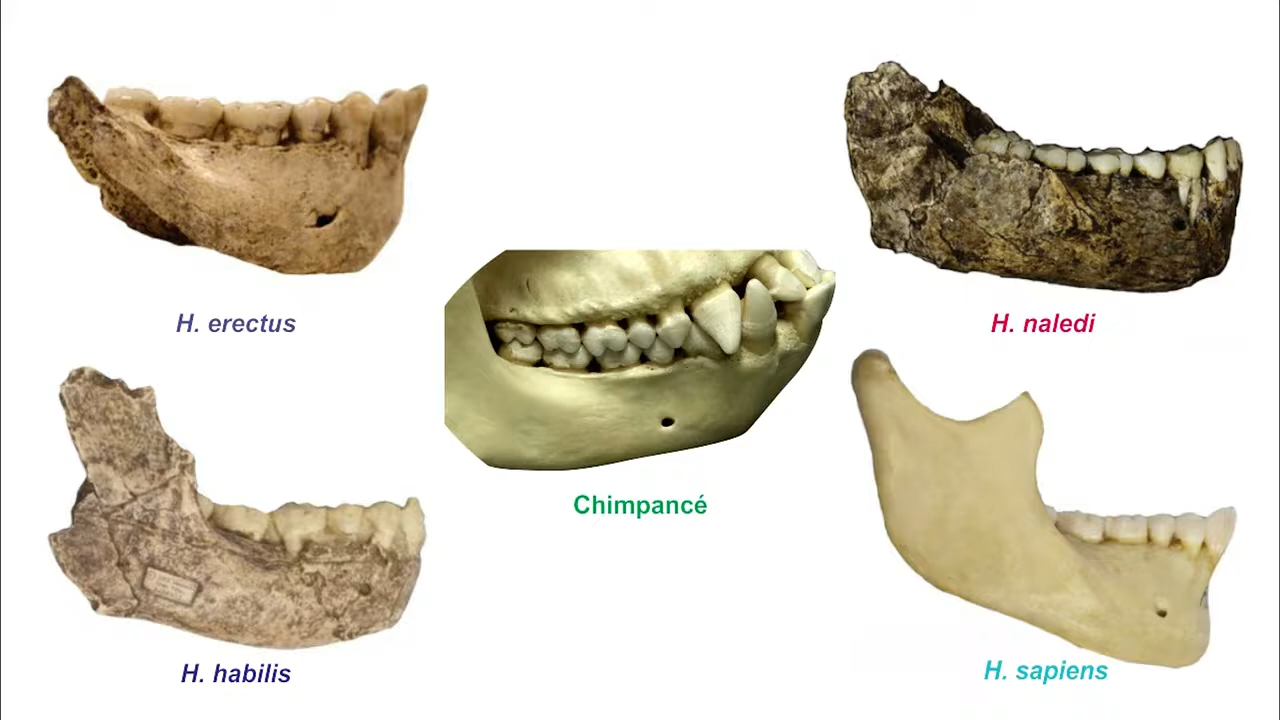 H. erectus
H. naledi
Chimpancé
H. habilis
H. sapiens